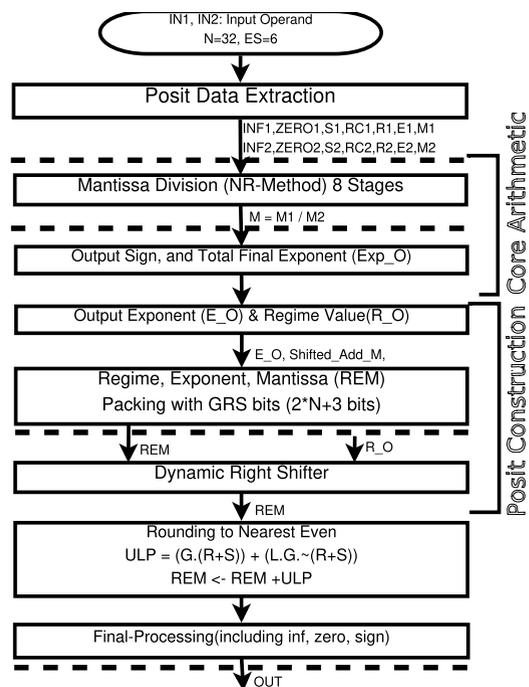 IN1, IN2: Input Operand
N=32, ES=6
Posit Data Extraction
INF1,ZERO1,S1,RC1,R1,E1,M1
INF2,ZERO2,S2,RC2,R2,E2,M2
Mantissa Division (NR-Method) 8 Stages
M = M1 / M2
Output Sign, and Total Final Exponent (Exp_O)
Core Arithmetic
Output Exponent (E_O) & Regime Value(R_O)
E_O, Shifted_Add_M,
Regime, Exponent, Mantissa (REM)
Packing with GRS bits (2*N+3 bits)
REM
R_O
Dynamic Right Shifter
REM
Posit Construction
Rounding to Nearest Even
ULP = (G.(R+S)) + (L.G.~(R+S))
REM <- REM +ULP
Final-Processing(including inf, zero, sign)
OUT